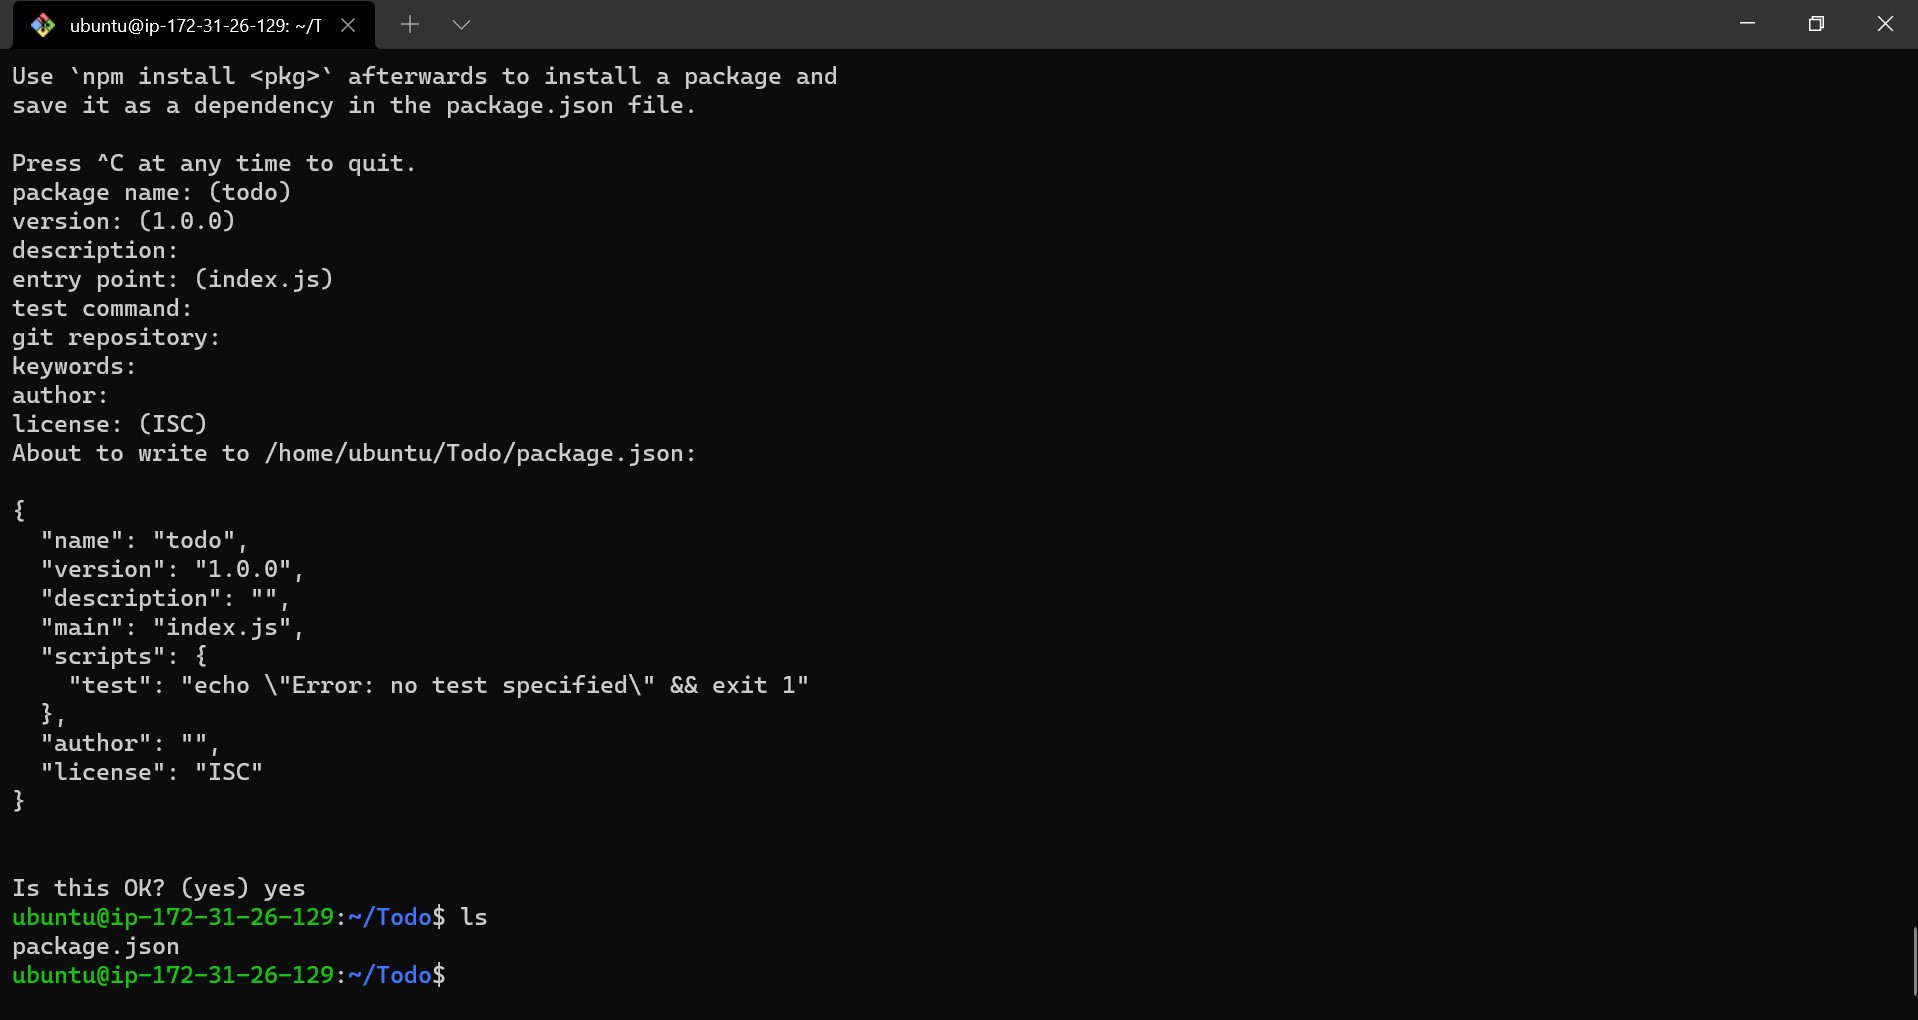 ubuntu@ip-172-31-26-129: ~/T
Use `npm install <pkg>` afterwards to install a package and
save it as a dependency in the package.json file.
Press ^C at any time to quit.
package name: (todo)
version: (1.0.0)
description:
entry point: (index.js)
test command:
git repository:
keywords:
author:
license: (ISC)
About to write to /home/ubuntu/Todo/package.json:
{
  "name": "todo",
  "version": "1.0.0",
  "description": "",
  "main": "index.js",
  "scripts": {
    "test": "echo \"Error: no test specified\" && exit 1"
  },
  "author": "",
  "license": "ISC"
}
Is this OK? (yes) yes
ubuntu@ip-172-31-26-129:~/Todo$ ls
package.json
ubuntu@ip-172-31-26-129:~/Todo$